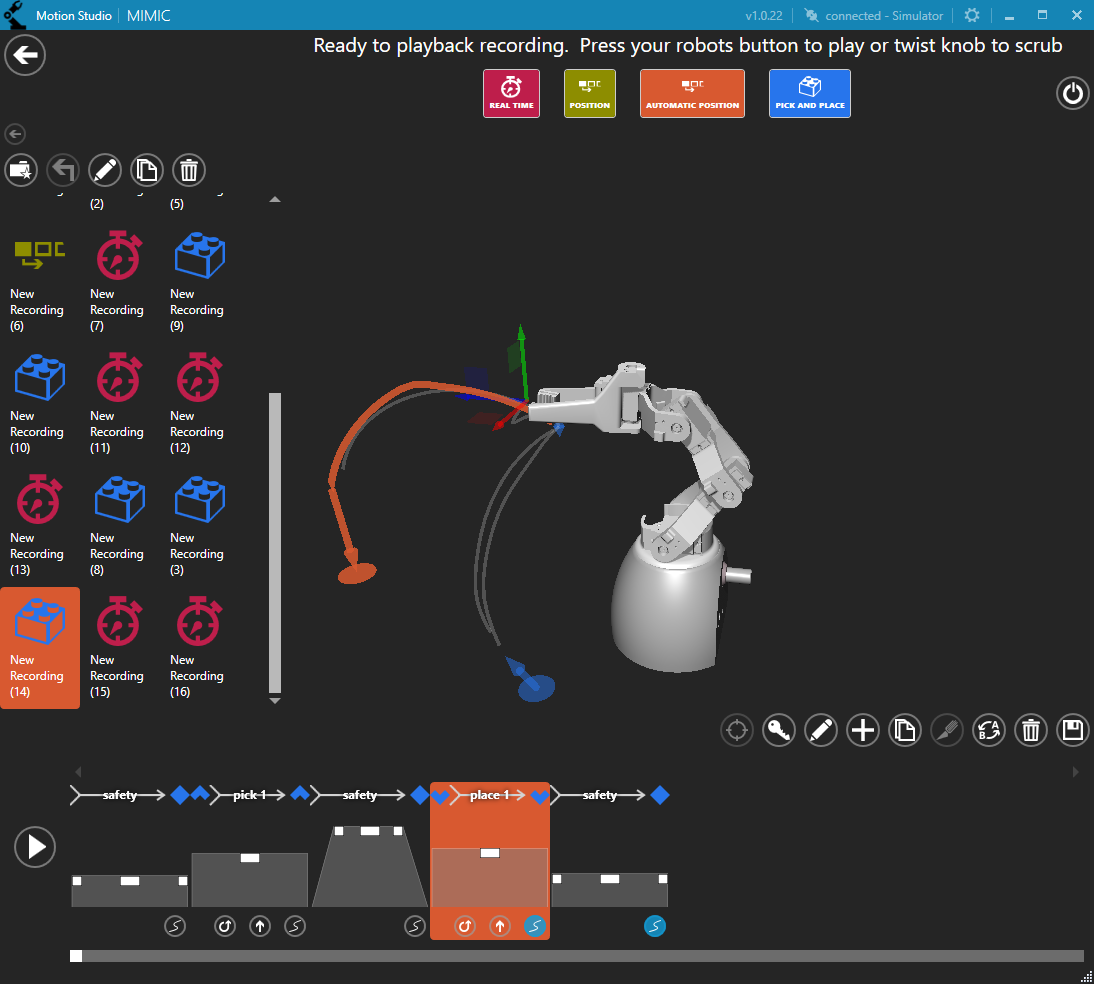 Motion Studio
MIMIC
v1.0.22
connected - Simulator
Ready to playback recording. Press your robots button to play or twist knob to scrub
REAL TIME
POSITION
AUTOMATIC POSITION
PICK AND PLACE
(2)
(5)
New
Recording
(6)
New
Recording
(7)
New
Recording
(9)
New
Recording
(10)
New
Recording
(11)
New
Recording
(12)
New
Recording
(13)
New
Recording
(8)
New
Recording
(3)
New
Recording
(14)
New
Recording
(15)
New
Recording
(16)
A
B
safety
pick 1
safety
place 1
safety